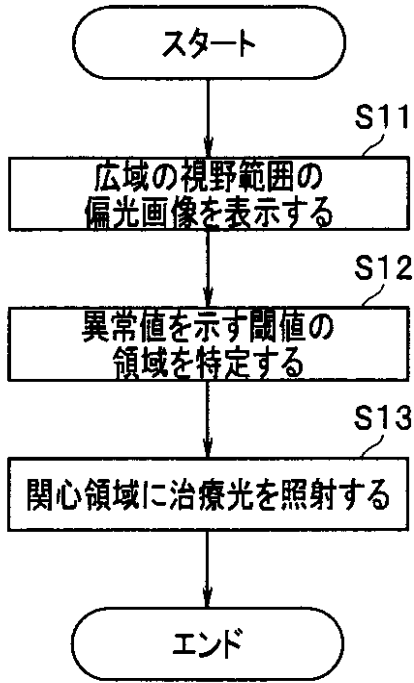 スタート
S11
広域の視野範囲の
偏光画像を表示する
S12
異常値を示す閾値の
領域を特定する
S13
関心領域に治療光を照射する
エンド